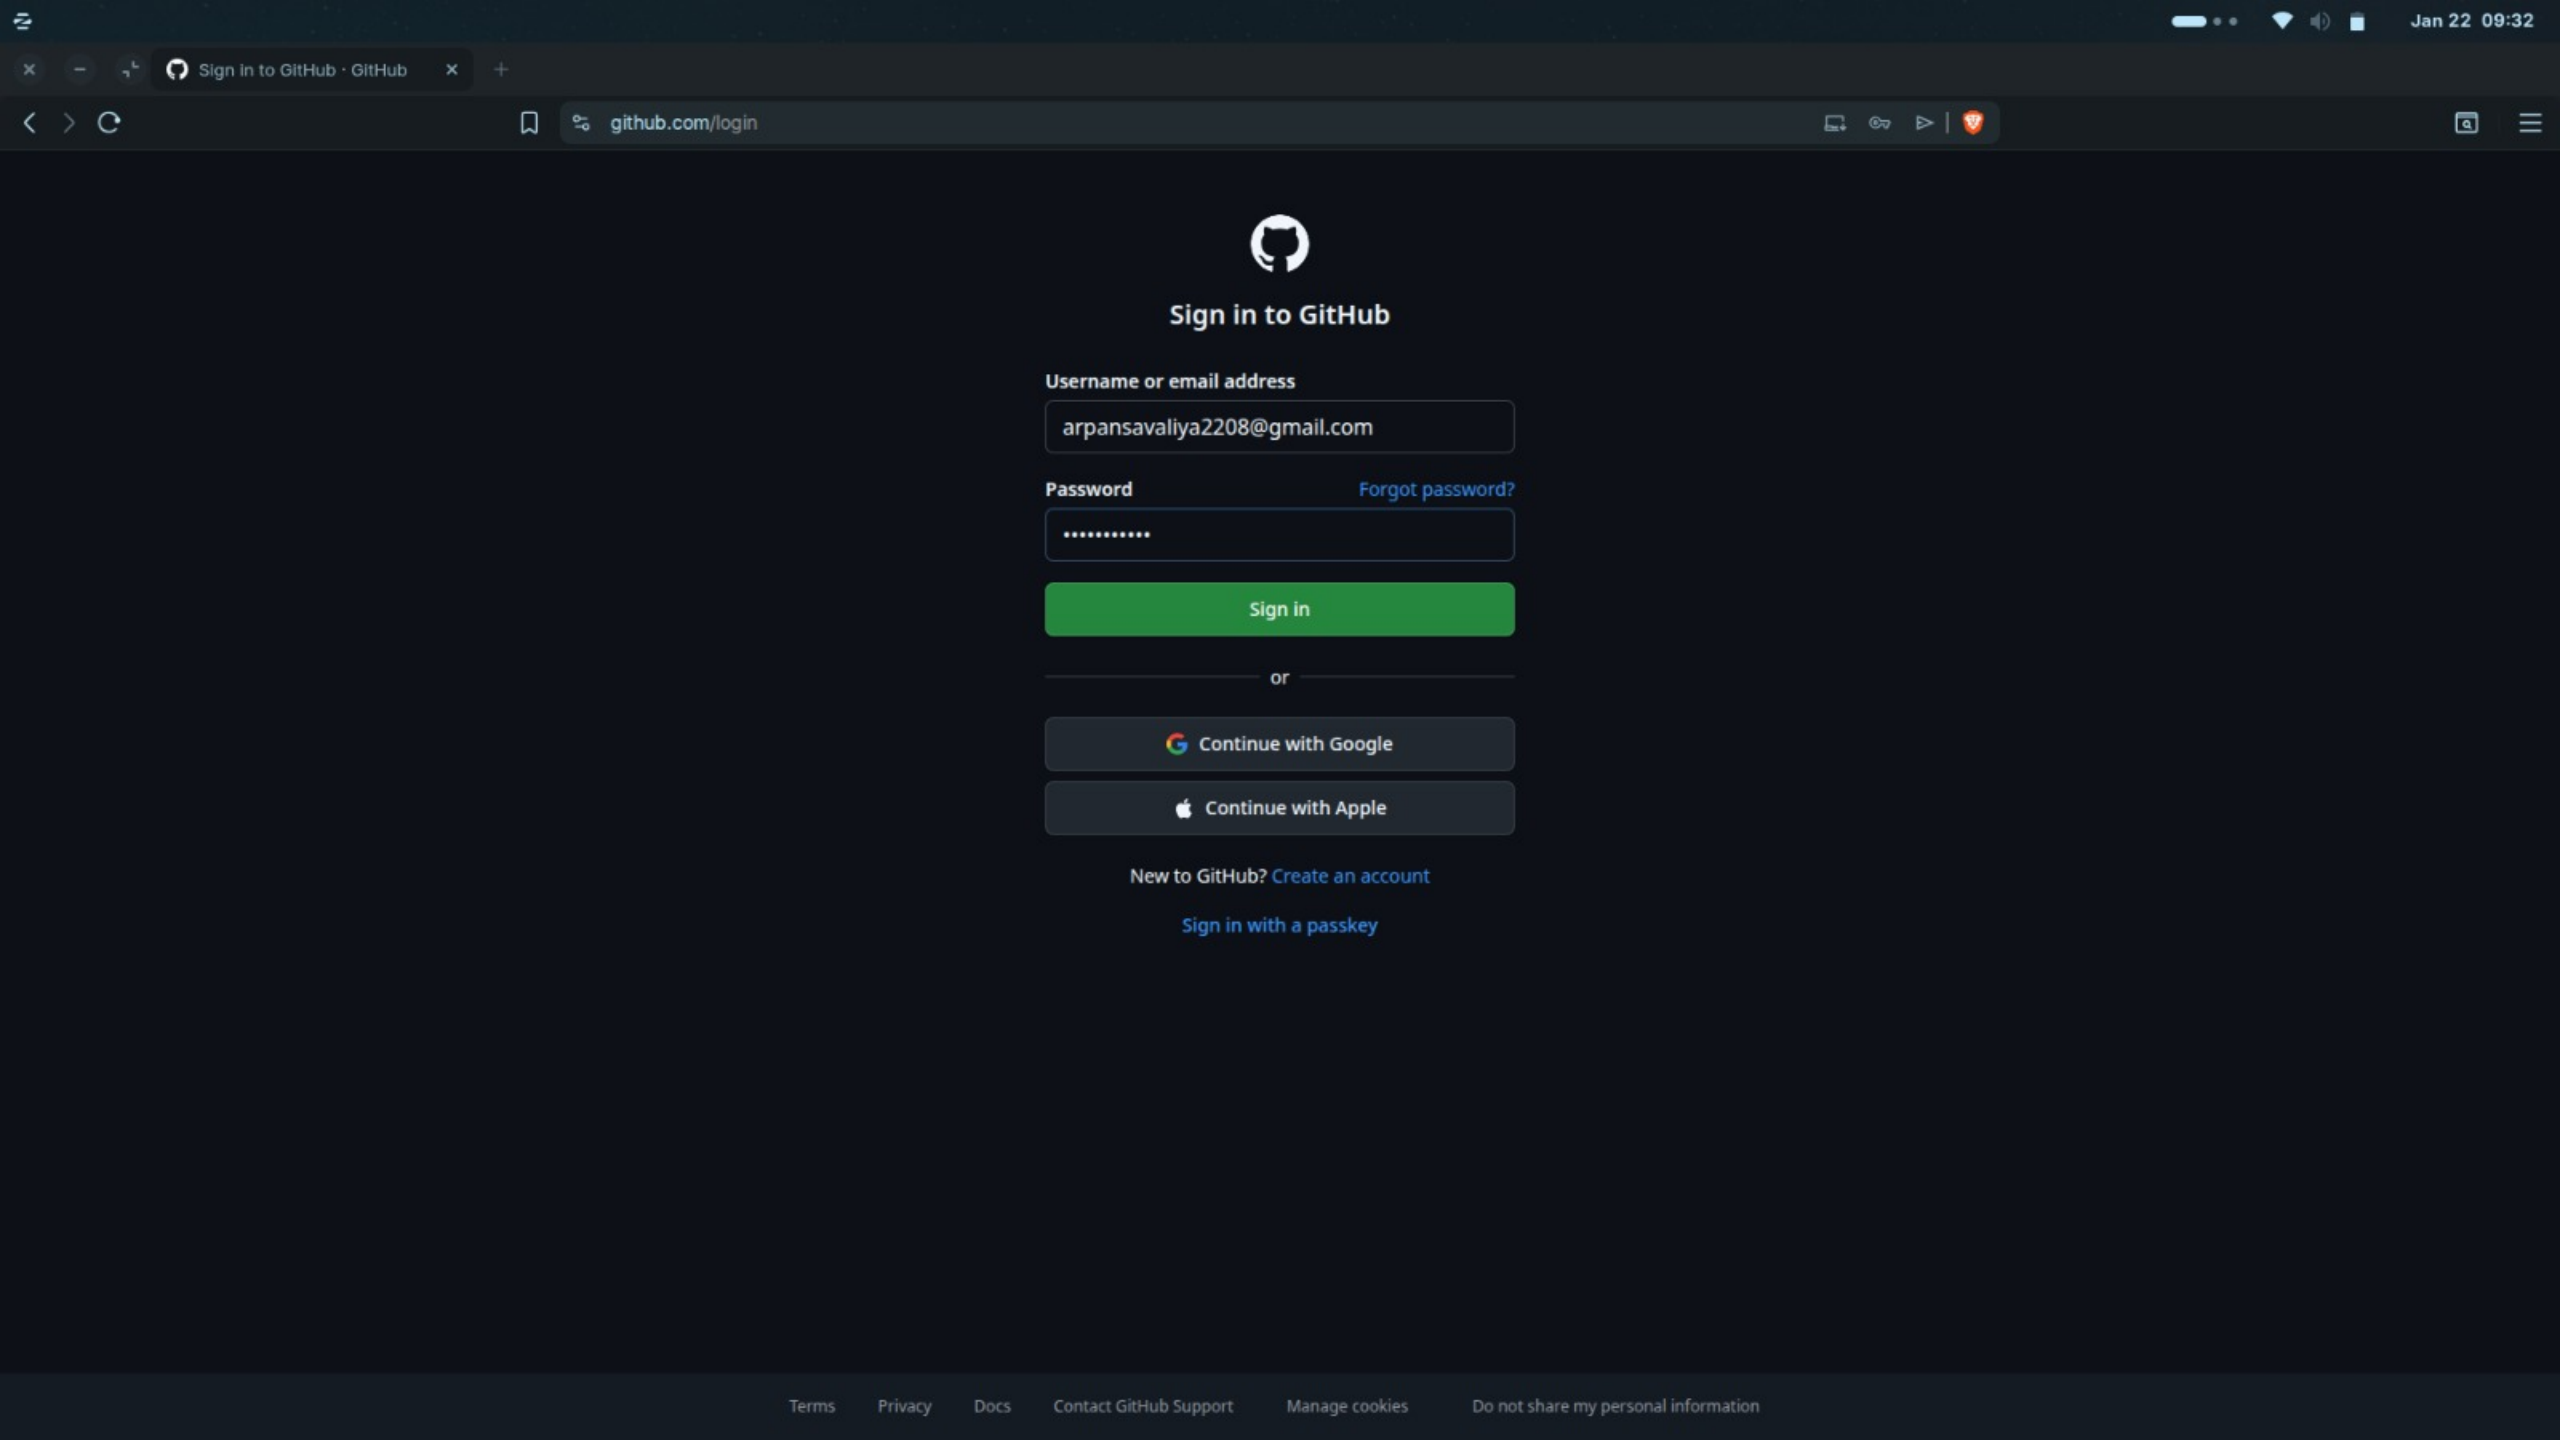 Jan 22 09:32
Sign in to GitHub · GitHub
github.com/login
Sign in to GitHub
Username or email address
arpansavaliya2208@gmail.com
Password Forgot password?
•••••••••••
Sign in
or
Continue with Google
Continue with Apple
New to GitHub? Create an account
Sign in with a passkey
Terms Privacy Docs Contact GitHub Support Manage cookies Do not share my personal information